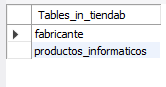 Tables_in_tiendab
fabricante
productos_informaticos